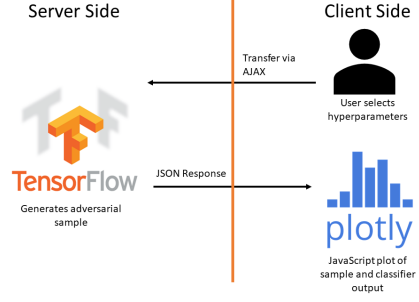 Server Side
Client Side
Transfer via
AJAX
User selects
hyperparameters
TF
TensorFlow
JSON Response
Generates adversarial
sample
plotly
JavaScript plot of
sample and classifier
output